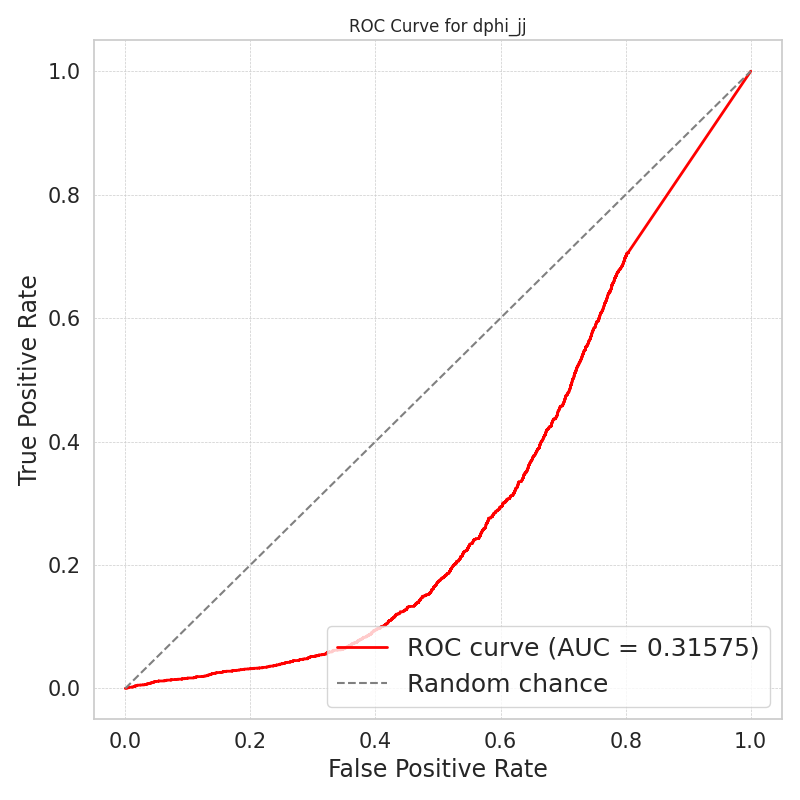 ROC Curve for dphi_jj
1.0
0.8
0.6
0.4
0.2
0.0
True Positive Rate
ROC curve (AUC = 0.31575)
Random chance
0.0 0.2 0.4 0.6 0.8 1.0
False Positive Rate